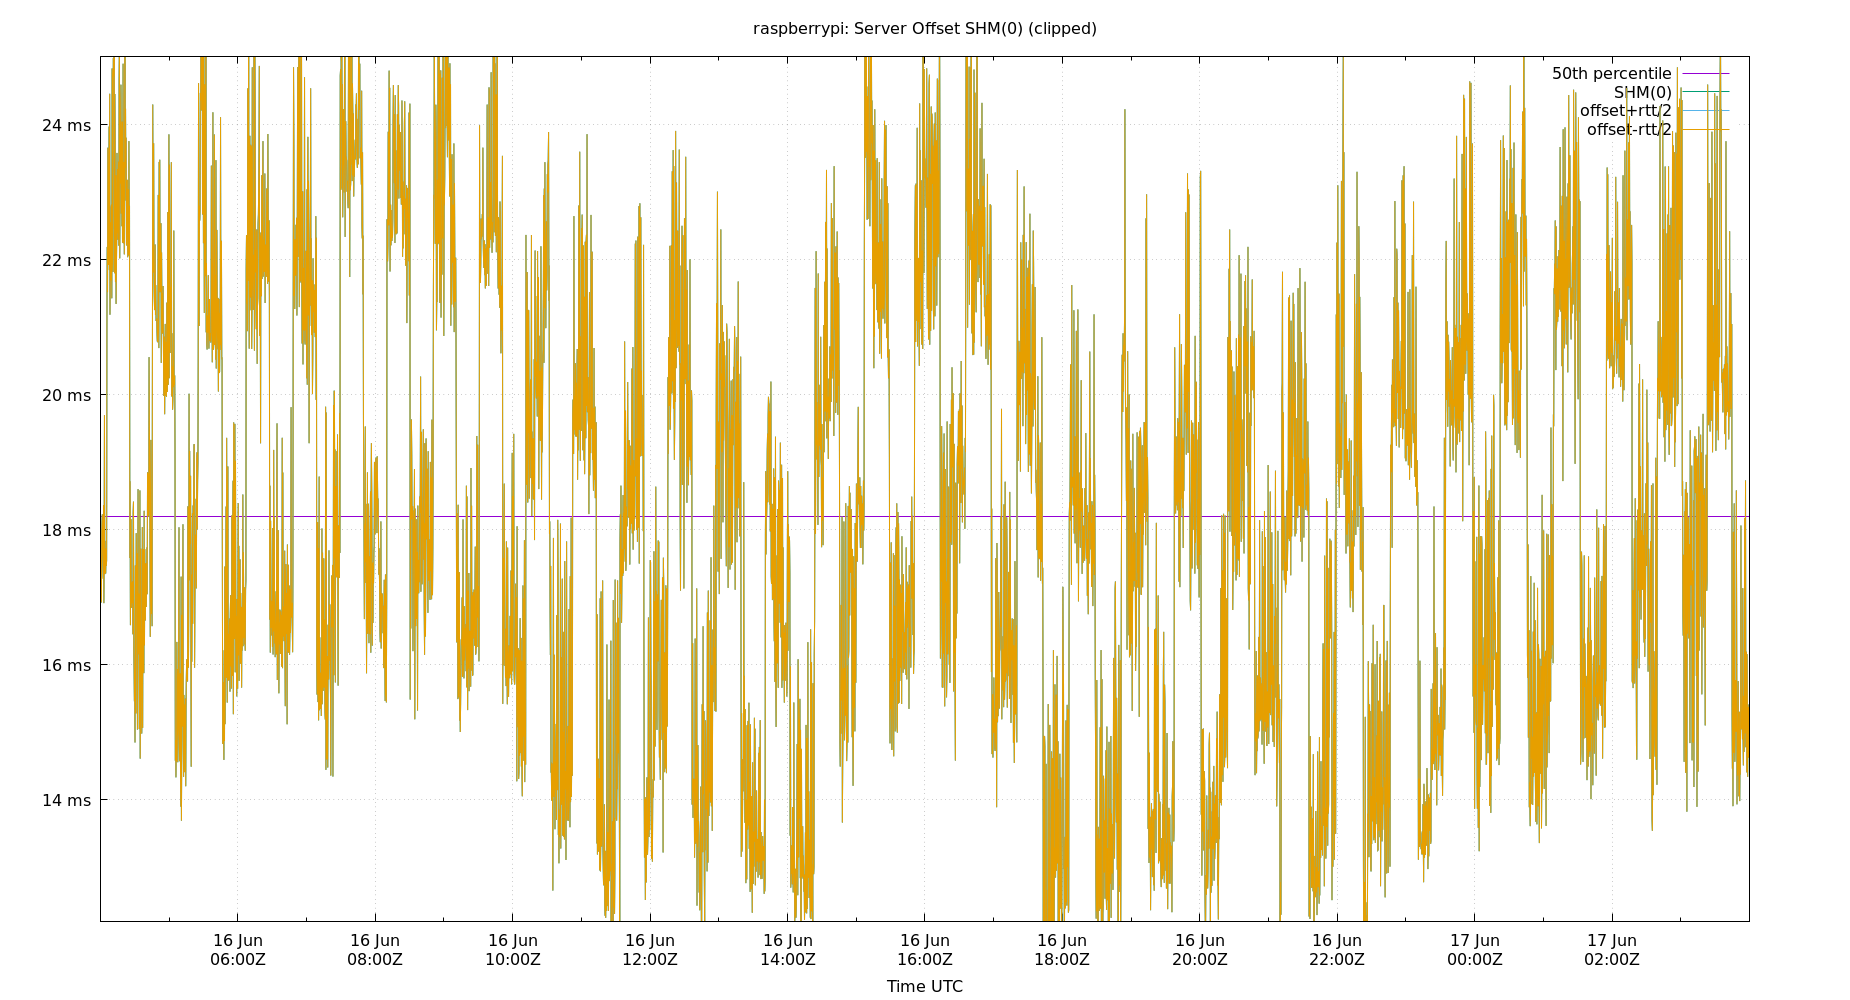 raspberrypi: Server Offset SHM(0) (clipped)
50th percentile
SHM(0)
offset+rtt/2
offset-rtt/2
24 ms
22 ms
20 ms
18 ms
16 ms
14 ms
16 Jun 16 Jun 16 Jun 16 Jun 16 Jun 16 Jun 16 Jun 16 Jun 16 Jun 17 Jun 17 Jun
06:00Z 08:00Z 10:00Z 12:00Z 14:00Z 16:00Z 18:00Z 20:00Z 22:00Z 00:00Z 02:00Z
Time UTC